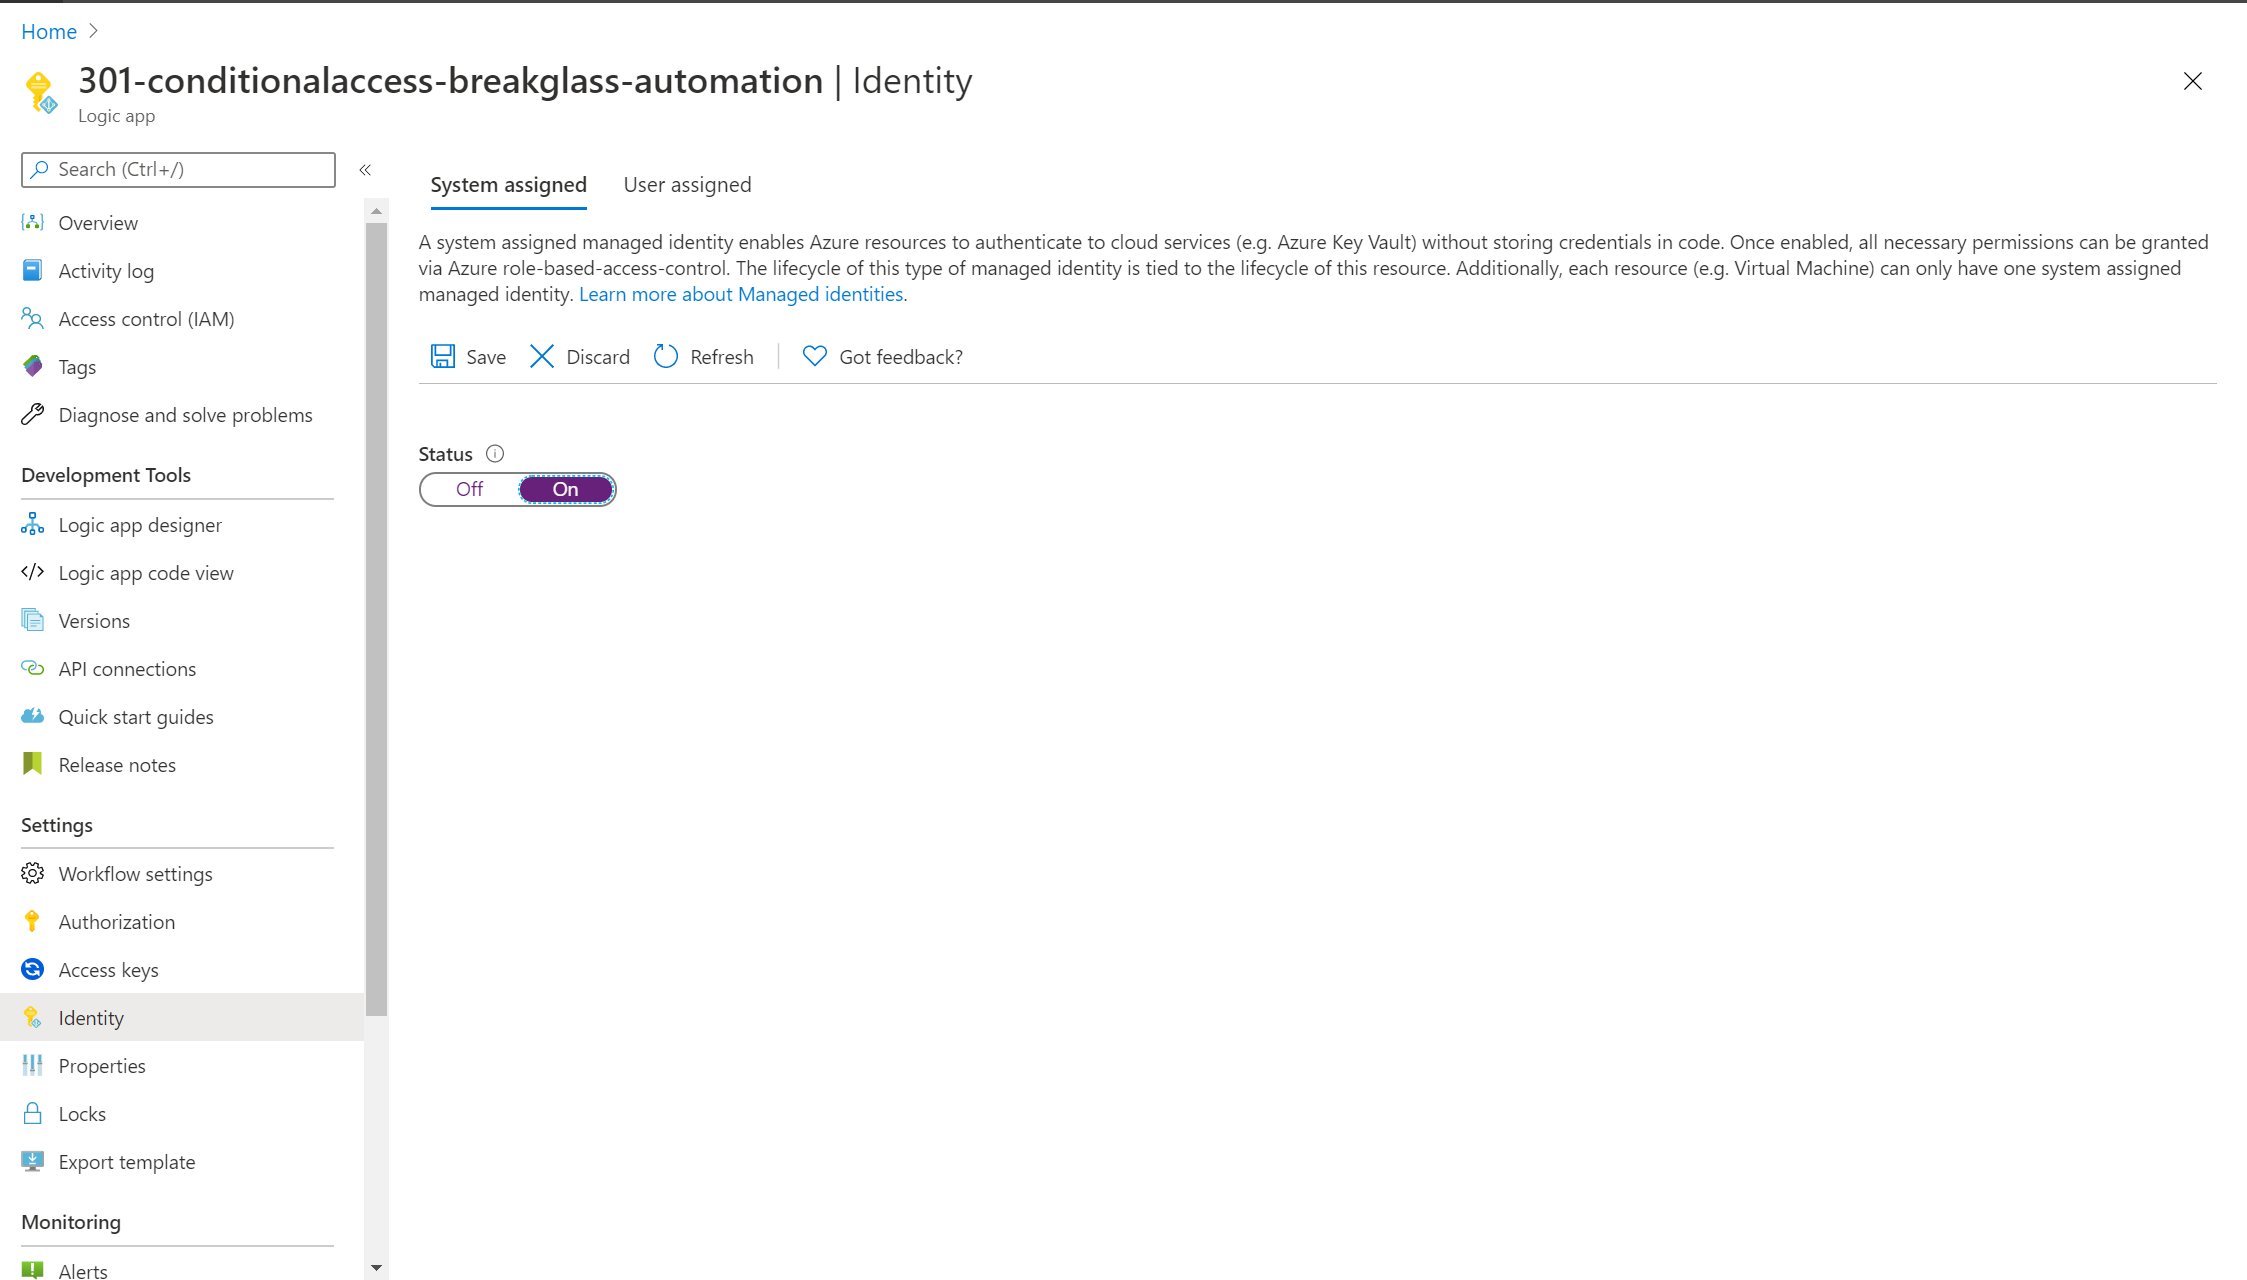 Home
301-conditionalaccess-breakglass-automation | Identity
Logic app
Search (Ctrl+/)
Overview
Activity log
Access control (IAM)
Tags
Diagnose and solve problems
Development Tools
Logic app designer
Logic app code view
Versions
API connections
Quick start guides
Release notes
Settings
Workflow settings
Authorization
Access keys
Identity
Properties
Locks
Export template
Monitoring
Alerts
System assigned User assigned
A system assigned managed identity enables Azure resources to authenticate to cloud services (e.g. Azure Key Vault) without storing credentials in code. Once enabled, all necessary permissions can be granted
via Azure role-based-access-control. The lifecycle of this type of managed identity is tied to the lifecycle of this resource. Additionally, each resource (e.g. Virtual Machine) can only have one system assigned
managed identity. Learn more about Managed identities.
Save Discard Refresh Got feedback?
Status
Off On